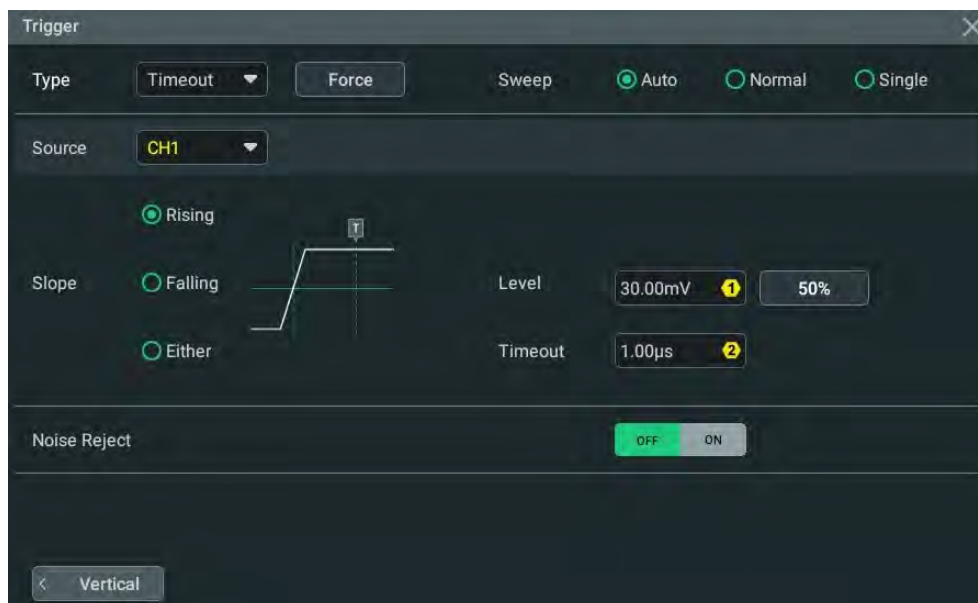 Trigger
Type Timeout Force Sweep Auto Normal Single
Source CH1
Rising
T
Slope Falling Level 30.00mV 1 50%
Either Timeout 1.00µs 2
Noise Reject OFF ON
< Vertical